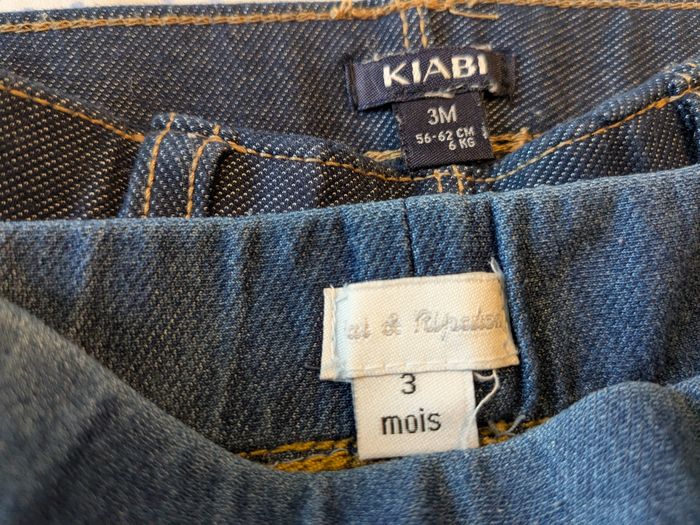 KIABI
3M
56-62 CM
6 KG
&
3
mois